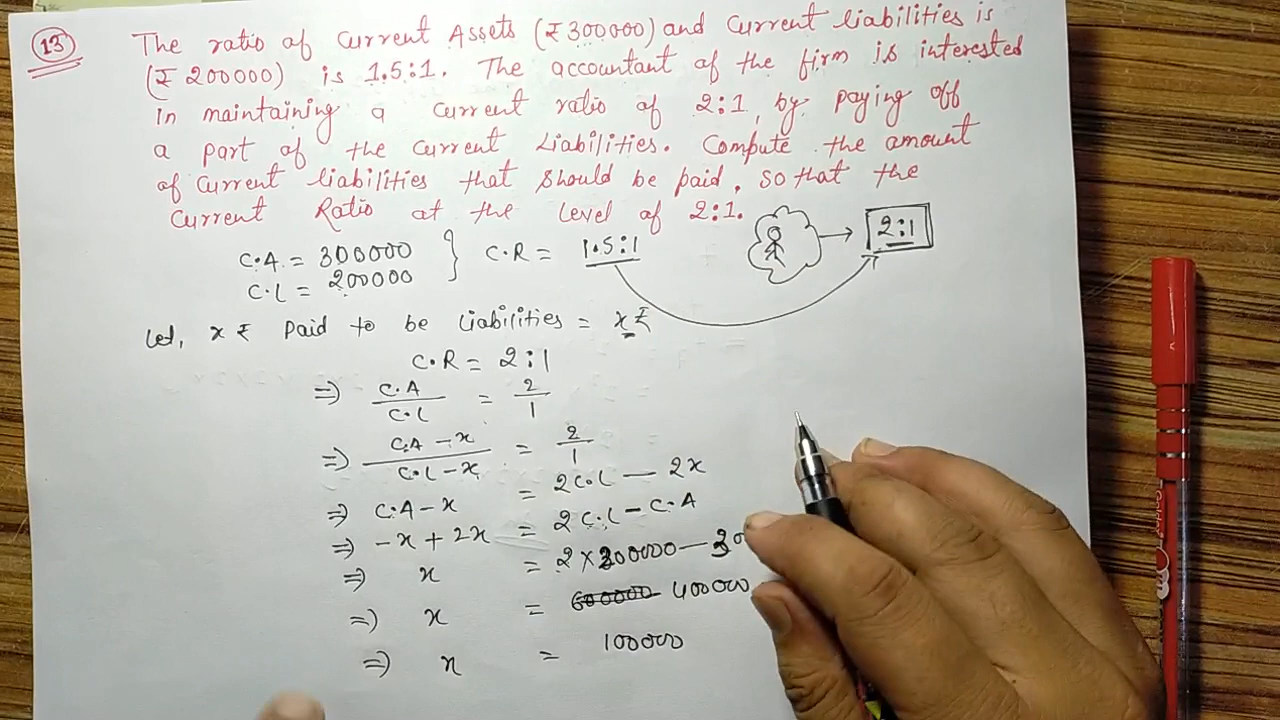 13
The ratio of Current Assets (₹300000) and Current liabilities is
(₹ 200000) is 1.5:1. The accountant of the firm is interested
in maintaining a current ratio of 2:1, by paying off
a part of the current Liabilities. Compute the amount
of Current liabilities that should be paid, so that the
Current Ratio at the level of 2:1.
C.A. = 300000 } C.R = 1.5:1
C.L = 200000
2:1
Let, x ₹ Paid to be Liabilities = x₹
C.R = 2:1
=> C.A / C.L = 2/1
=> C.A - x / C.L - x = 2/1
=> C.A - x = 2C.L - 2x
=> -x + 2x = 2C.L - C.A
=> x = 2 × 200000 - 30
=> x = 600000 400000
=> x = 100000